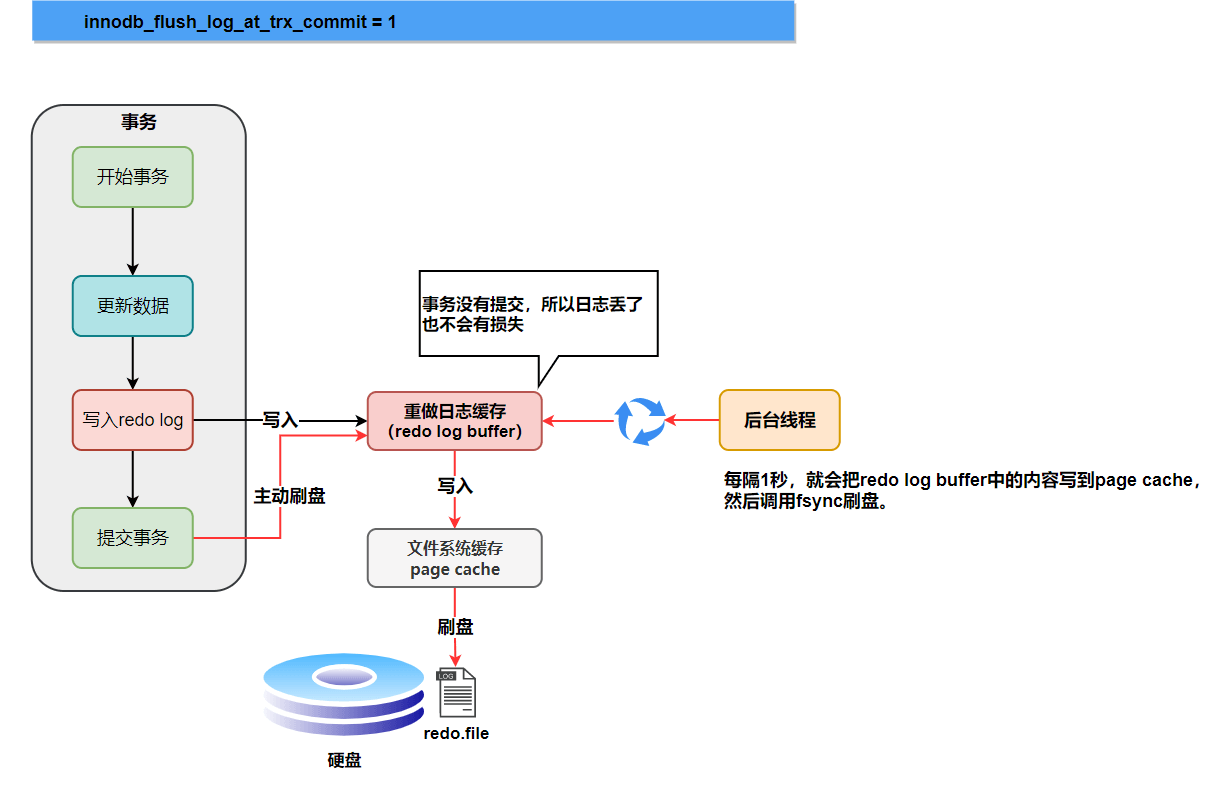 innodb_flush_log_at_trx_commit = 1
事务
开始事务
更新数据
写入redo log
提交事务
写入
主动刷盘
事务没有提交，所以日志丢了
也不会有损失
重做日志缓存
（redo log buffer）
后台线程
每隔1秒，就会把redo log buffer中的内容写到page cache，
然后调用fsync刷盘。
写入
文件系统缓存
page cache
刷盘
LOG
redo.file
硬盘